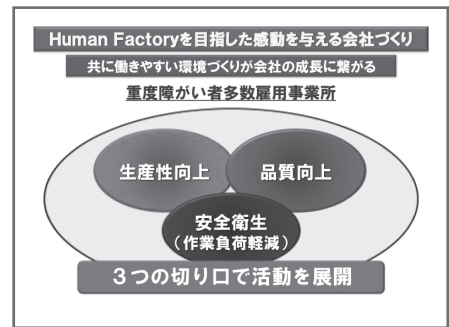 Human Factoryを目指した感動を与える会社づくり
共に働きやすい環境づくりが会社の成長に繋がる
重度障がい者多数雇用事業所
生産性向上
品質向上
安全衛生
（作業負荷軽減）
３つの切り口で活動を展開